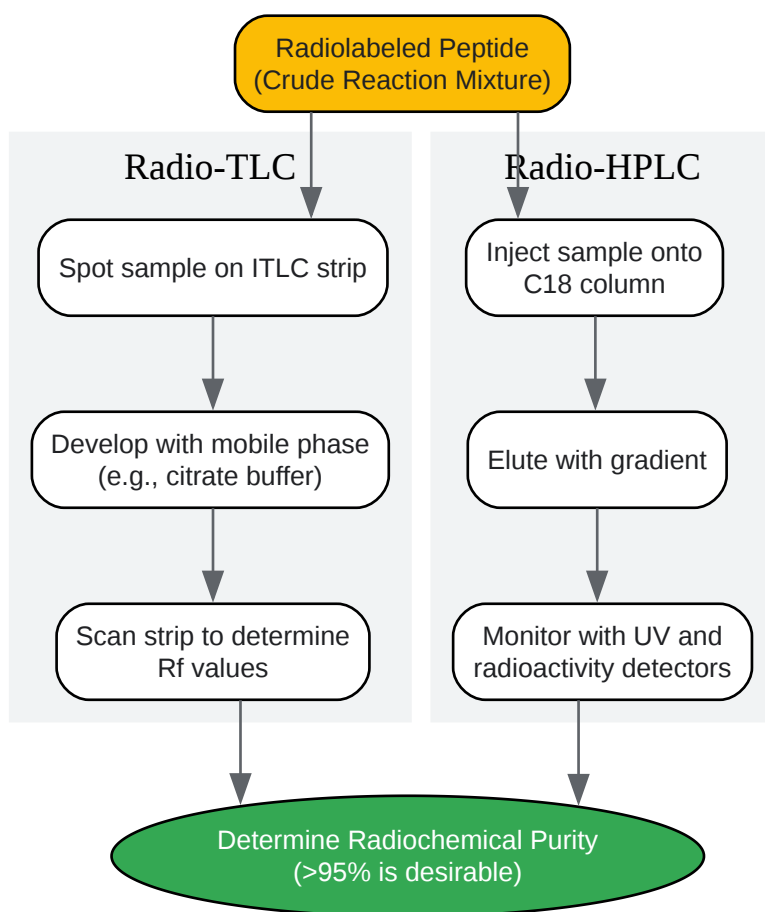 Radiolabeled Peptide
(Crude Reaction Mixture)
Radio-TLC
Spot sample on ITLC strip
Develop with mobile phase
(e.g., citrate buffer)
Scan strip to determine
Rf values
Radio-HPLC
Inject sample onto
C18 column
Elute with gradient
Monitor with UV and
radioactivity detectors
Determine Radiochemical Purity
(>95% is desirable)